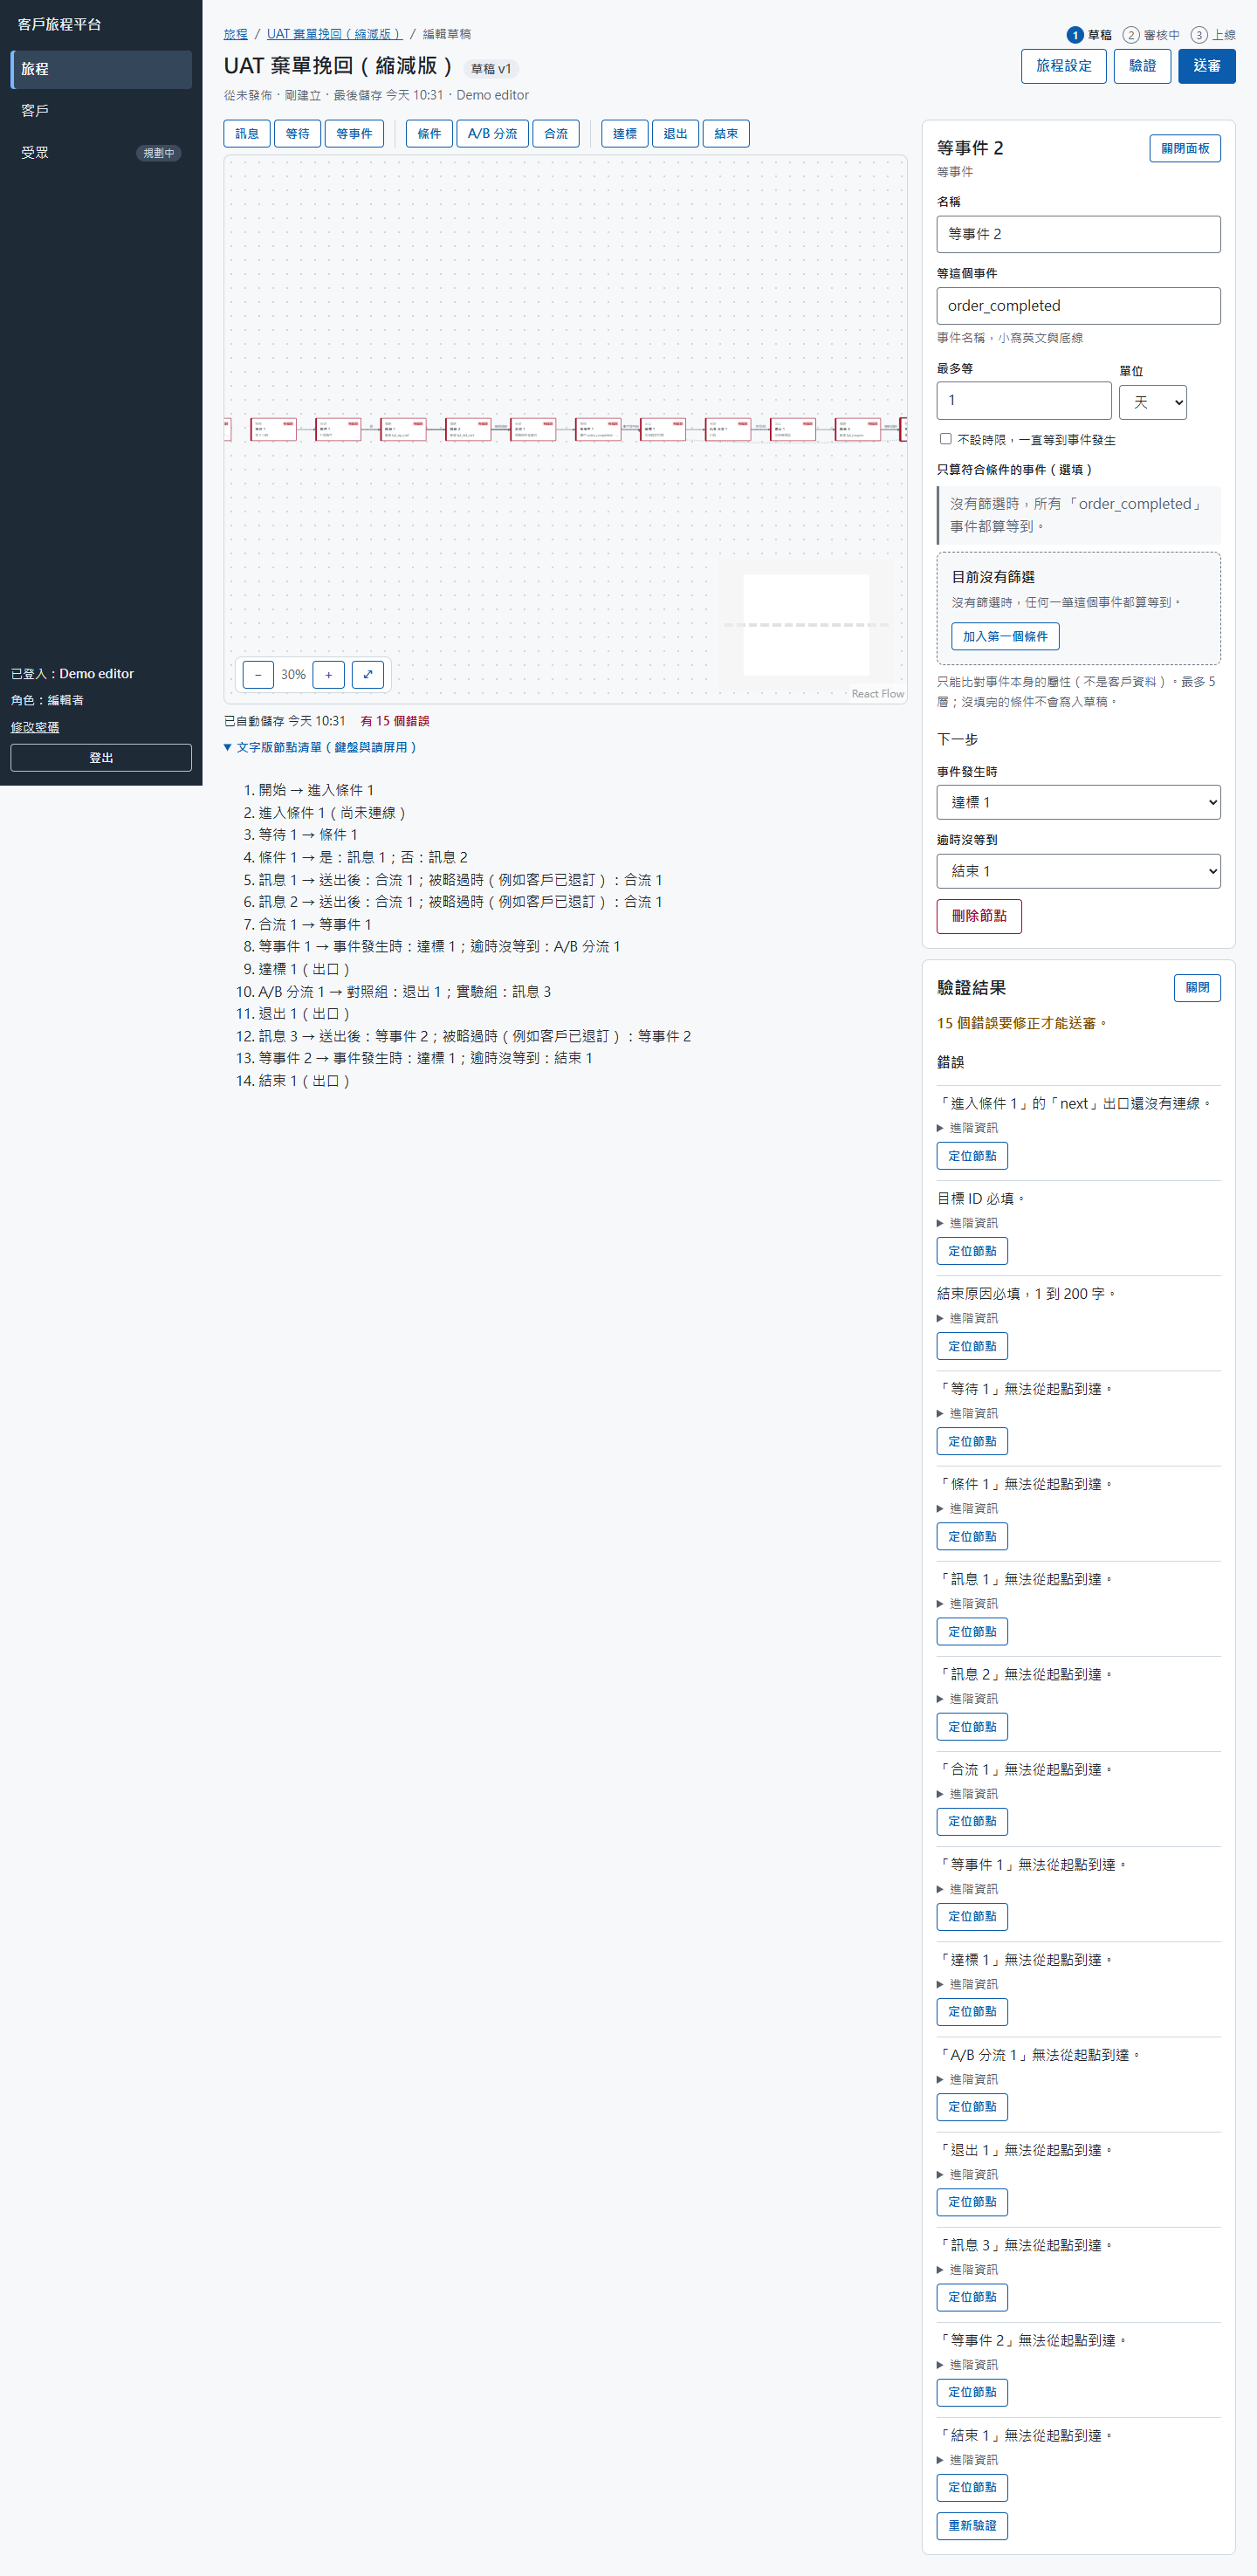 客戶旅程平台
旅程
客戶
受眾 規劃中
已登入：Demo editor
角色：編輯者
修改密碼
登出
旅程 / UAT 棄單挽回（縮減版） / 編輯草稿
1 草稿 2 審核中 3 上線
UAT 棄單挽回（縮減版） 草稿 v1
從未發佈 · 剛建立 · 最後儲存 今天 10:31 · Demo editor
旅程設定 驗證 送審
訊息 等待 等事件 條件 A/B 分流 合流 達標 退出 結束
− 30% + ⤢
React Flow
已自動儲存 今天 10:31 有 15 個錯誤
▼ 文字版節點清單（鍵盤與讀屏用）
1. 開始 → 進入條件 1
2. 進入條件 1（尚未連線）
3. 等待 1 → 條件 1
4. 條件 1 → 是：訊息 1；否：訊息 2
5. 訊息 1 → 送出後：合流 1；被略過時（例如客戶已退訂）：合流 1
6. 訊息 2 → 送出後：合流 1；被略過時（例如客戶已退訂）：合流 1
7. 合流 1 → 等事件 1
8. 等事件 1 → 事件發生時：達標 1；逾時沒等到：A/B 分流 1
9. 達標 1（出口）
10. A/B 分流 1 → 對照組：退出 1；實驗組：訊息 3
11. 退出 1（出口）
12. 訊息 3 → 送出後：等事件 2；被略過時（例如客戶已退訂）：等事件 2
13. 等事件 2 → 事件發生時：達標 1；逾時沒等到：結束 1
14. 結束 1（出口）
等事件 2 關閉面板
等事件
名稱
等事件 2
等這個事件
order_completed
事件名稱，小寫英文與底線
最多等 單位
1 天
不設時限，一直等到事件發生
只算符合條件的事件（選填）
沒有篩選時，所有「order_completed」
事件都算等到。
目前沒有篩選
沒有篩選時，任何一筆這個事件都算等到。
加入第一個條件
只能比對事件本身的屬性（不是客戶資料）。最多 5
層；沒填完的條件不會寫入草稿。
下一步
事件發生時
達標 1
逾時沒等到
結束 1
刪除節點
驗證結果 關閉
15 個錯誤要修正才能送審。
錯誤
「進入條件 1」的「next」出口還沒有連線。
▶ 進階資訊
定位節點
目標 ID 必填。
▶ 進階資訊
定位節點
結束原因必填，1 到 200 字。
▶ 進階資訊
定位節點
「等待 1」無法從起點到達。
▶ 進階資訊
定位節點
「條件 1」無法從起點到達。
▶ 進階資訊
定位節點
「訊息 1」無法從起點到達。
▶ 進階資訊
定位節點
「訊息 2」無法從起點到達。
▶ 進階資訊
定位節點
「合流 1」無法從起點到達。
▶ 進階資訊
定位節點
「等事件 1」無法從起點到達。
▶ 進階資訊
定位節點
「達標 1」無法從起點到達。
▶ 進階資訊
定位節點
「A/B 分流 1」無法從起點到達。
▶ 進階資訊
定位節點
「退出 1」無法從起點到達。
▶ 進階資訊
定位節點
「訊息 3」無法從起點到達。
▶ 進階資訊
定位節點
「等事件 2」無法從起點到達。
▶ 進階資訊
定位節點
「結束 1」無法從起點到達。
▶ 進階資訊
定位節點
重新驗證